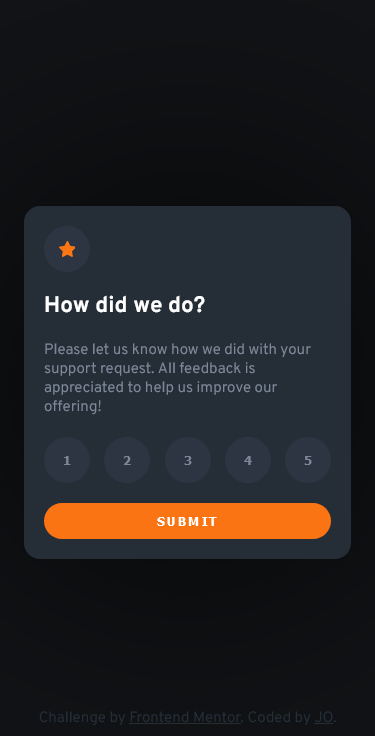 How did we do?
Please let us know how we did with your
support request. All feedback is
appreciated to help us improve our
offering!
1 2 3 4 5
SUBMIT
Challenge by Frontend Mentor. Coded by JO.